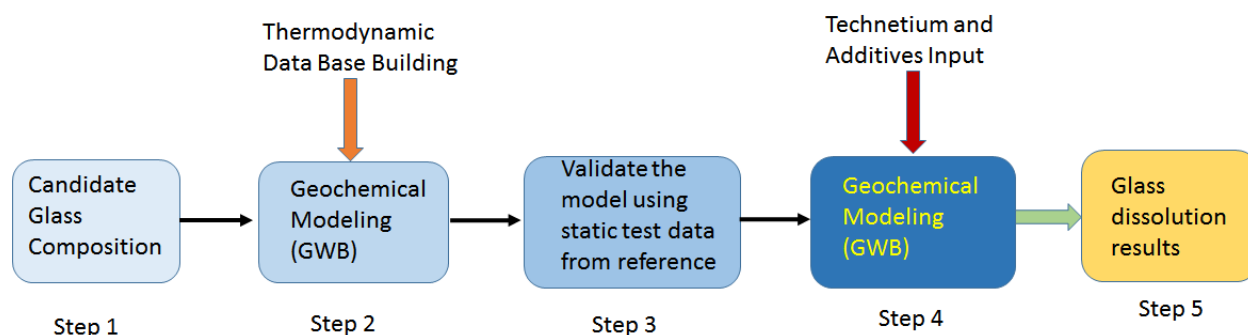 Thermodynamic
Data Base Building
Technetium and
Additives Input
Candidate
Glass
Composition
Geochemical
Modeling
(GWB)
Validate the
model using
static test data
from reference
Geochemical
Modeling
(GWB)
Glass
dissolution
results
Step 1
Step 2
Step 3
Step 4
Step 5